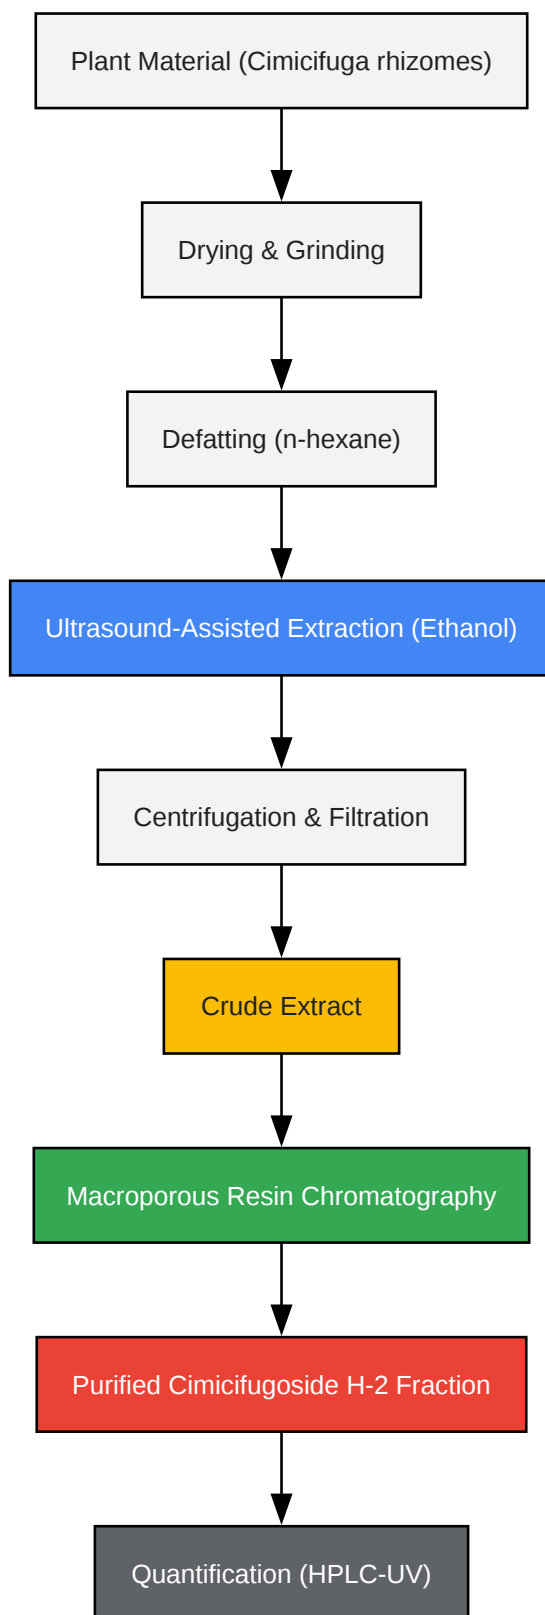 Plant Material (Cimicifuga rhizomes)
Drying & Grinding
Defatting (n-hexane)
Ultrasound-Assisted Extraction (Ethanol)
Centrifugation & Filtration
Crude Extract
Macroporous Resin Chromatography
Purified Cimicifugoside H-2 Fraction
Quantification (HPLC-UV)